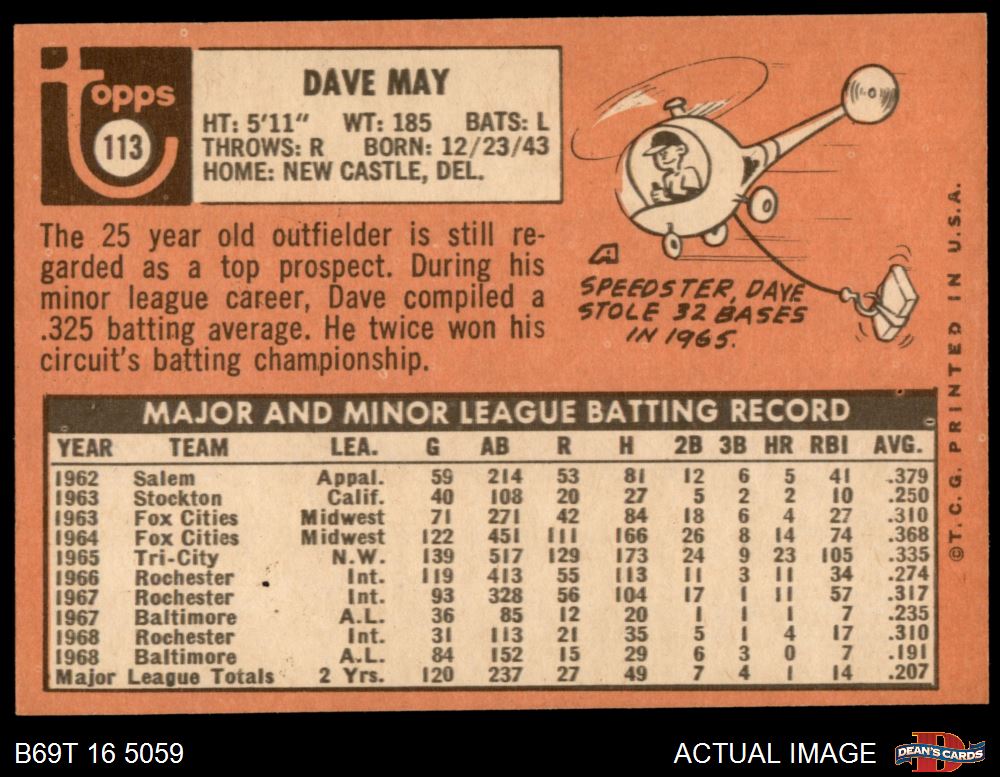 Topps
113
DAVE MAY
HT: 5'11" WT: 185 BATS: L
THROWS: R BORN: 12/23/43
HOME: NEW CASTLE, DEL.
The 25 year old outfielder is still re-
garded as a top prospect. During his
minor league career, Dave compiled a
.325 batting average. He twice won his
circuit's batting championship.
A
SPEEDSTER, DAVE
STOLE 32 BASES
IN 1965.
©T. C. G. PRINTED IN U.S.A.
MAJOR AND MINOR LEAGUE BATTING RECORD
YEAR TEAM LEA. G AB R H 2B 3B HR RBI AVG.
1962 Salem Appal. 59 214 53 81 12 6 5 41 .379
1963 Stockton Calif. 40 108 20 27 5 2 2 10 .250
1963 Fox Cities Midwest 71 271 42 84 18 6 4 27 .310
1964 Fox Cities Midwest 122 451 111 166 26 8 14 74 .368
1965 Tri-City N.W. 139 517 129 173 24 9 23 105 .335
1966 Rochester Int. 119 413 55 113 11 3 11 34 .274
1967 Rochester Int. 93 328 56 104 17 1 11 57 .317
1967 Baltimore A.L. 36 85 12 20 1 1 1 7 .235
1968 Rochester Int. 31 113 21 35 5 1 4 17 .310
1968 Baltimore A.L. 84 152 15 29 6 3 0 7 .191
Major League Totals 2 Yrs. 120 237 27 49 7 4 1 14 .207
B69T 16 5059
ACTUAL IMAGE
D
DEAN'S CARDS